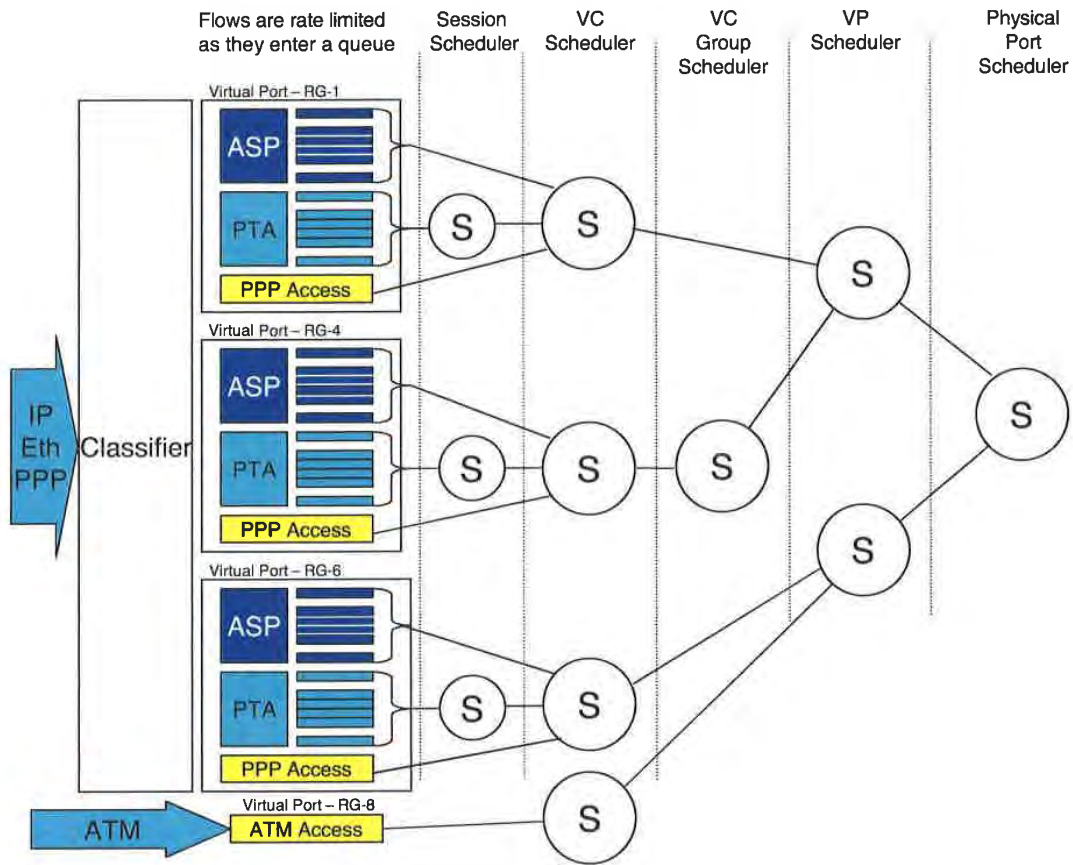 Flows are rate limited
as they enter a queue
Session
Scheduler
VC
Scheduler
VC
Group
Scheduler
VP
Scheduler
Physical
Port
Scheduler
Virtual Port – RG-1
ASP
PTA
PPP Access
S
S
S
Virtual Port – RG-4
ASP
PTA
PPP Access
S
S
S
S
IP
Eth
PPP
Classifier
Virtual Port – RG-6
ASP
PTA
PPP Access
S
S
S
Virtual Port – RG-8
ATM
ATM Access
S